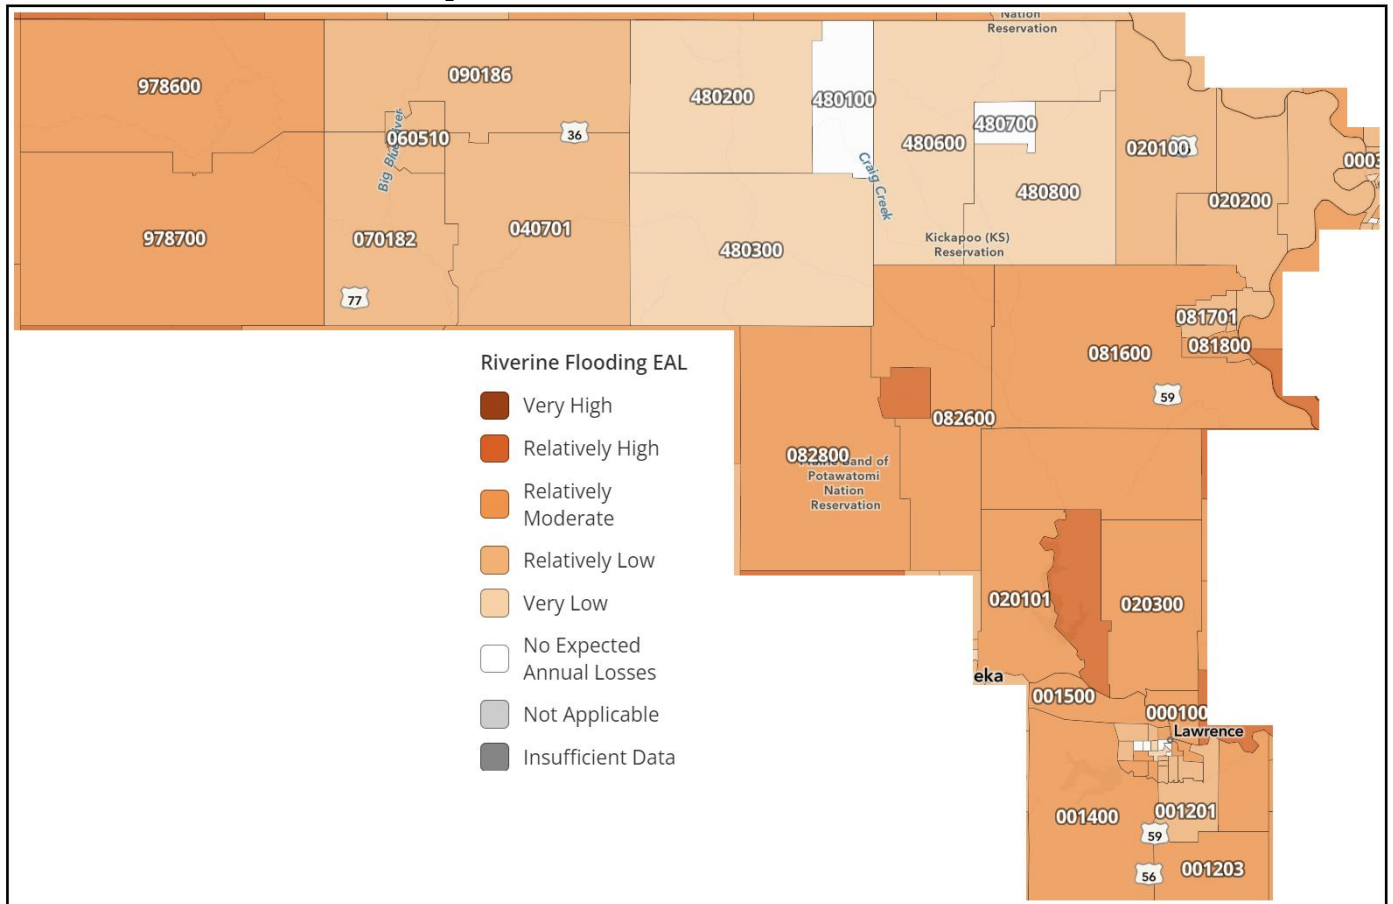 Nation
Reservation
978600
090186
480200
480100
36
060510
Big Blue River
480700
480600
020100
0003
Craig Creek
480800
020200
978700
070182
040701
480300
Kickapoo (KS)
Reservation
77
081701
081800
081600
59
Riverine Flooding EAL
Very High
Relatively High
Relatively
Moderate
Relatively Low
Very Low
No Expected
Annual Losses
Not Applicable
Insufficient Data
082600
082800
Band of
Potawatomi
Nation
Reservation
020101
020300
eka
001500
000100
Lawrence
001400
001201
59
56
001203